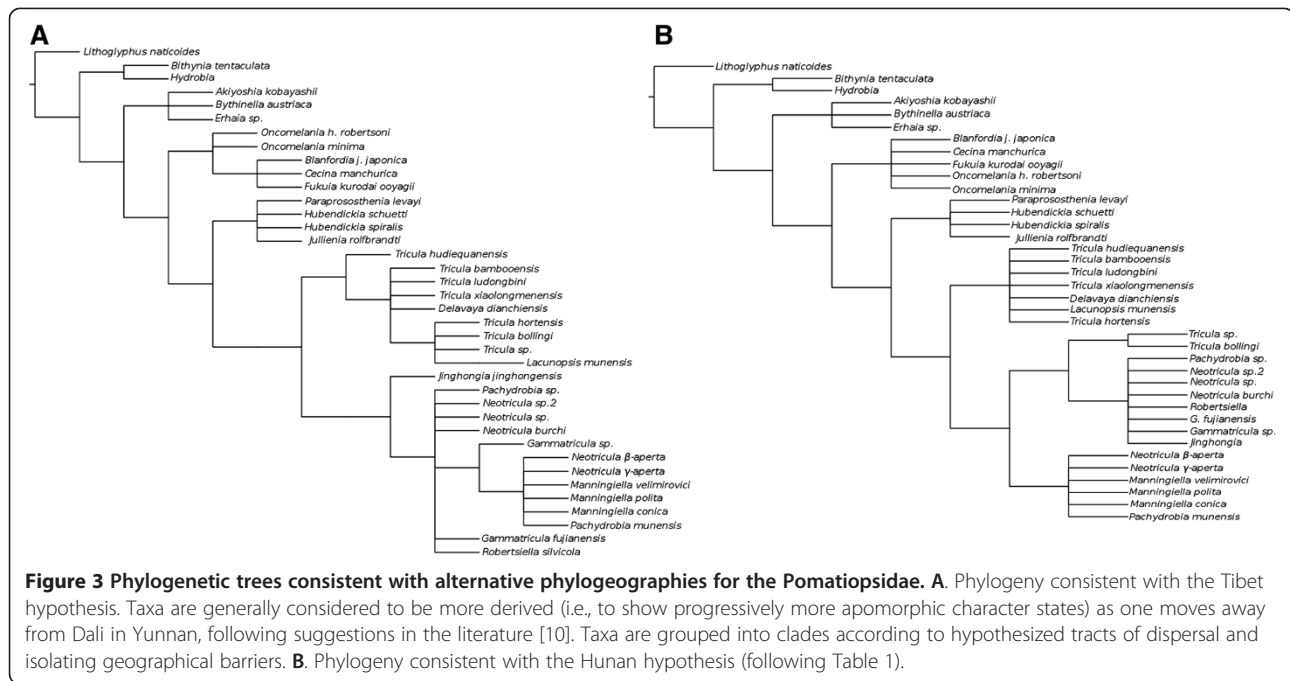 A
Lithoglyphus naticoides
Bithynia tentaculata
Hydrobia
Akiyoshia kobayashii
Bythinella austriaca
Erhaia sp.
Oncomelania h. robertsoni
Oncomelania minima
Blanfordia j. japonica
Cecina manchurica
Fukuia kurodai ooyagii
Paraprososthenia levayi
Hubendickia schuetti
Hubendickia spiralis
Jullienia rolfbrandti
Tricula hudiequanensis
Tricula bambooensis
Tricula ludongbini
Tricula xiaolongmenensis
Delavaya dianchiensis
Tricula hortensis
Tricula bollingi
Tricula sp.
Lacunopsis munensis
Jinghongia jinghongensis
Pachydrobia sp.
Neotricula sp.2
Neotricula sp.
Neotricula burchi
Gammatricula sp.
Neotricula β-aperta
Neotricula γ-aperta
Manningiella velimirovici
Manningiella polita
Manningiella conica
Pachydrobia munensis
Gammatricula fujianensis
Robertsiella silvicola
B
Lithoglyphus naticoides
Bithynia tentaculata
Hydrobia
Akiyoshia kobayashii
Bythinella austriaca
Erhaia sp.
Blanfordia j. japonica
Cecina manchurica
Fukuia kurodai ooyagii
Oncomelania h. robertsoni
Oncomelania minima
Paraprososthenia levayi
Hubendickia schuetti
Hubendickia spiralis
Jullienia rolfbrandti
Tricula hudiequanensis
Tricula bambooensis
Tricula ludongbini
Tricula xiaolongmenensis
Delavaya dianchiensis
Lacunopsis munensis
Tricula hortensis
Tricula sp.
Tricula bollingi
Pachydrobia sp.
Neotricula sp.2
Neotricula sp.
Neotricula burchi
Robertsiella
G. fujianensis
Gammatricula sp.
Jinghongia
Neotricula β-aperta
Neotricula γ-aperta
Manningiella velimirovici
Manningiella polita
Manningiella conica
Pachydrobia munensis
Figure 3 Phylogenetic trees consistent with alternative phylogeographies for the Pomatiopsidae. A. Phylogeny consistent with the Tibet
hypothesis. Taxa are generally considered to be more derived (i.e., to show progressively more apomorphic character states) as one moves away
from Dali in Yunnan, following suggestions in the literature [10]. Taxa are grouped into clades according to hypothesized tracts of dispersal and
isolating geographical barriers. B. Phylogeny consistent with the Hunan hypothesis (following Table 1).